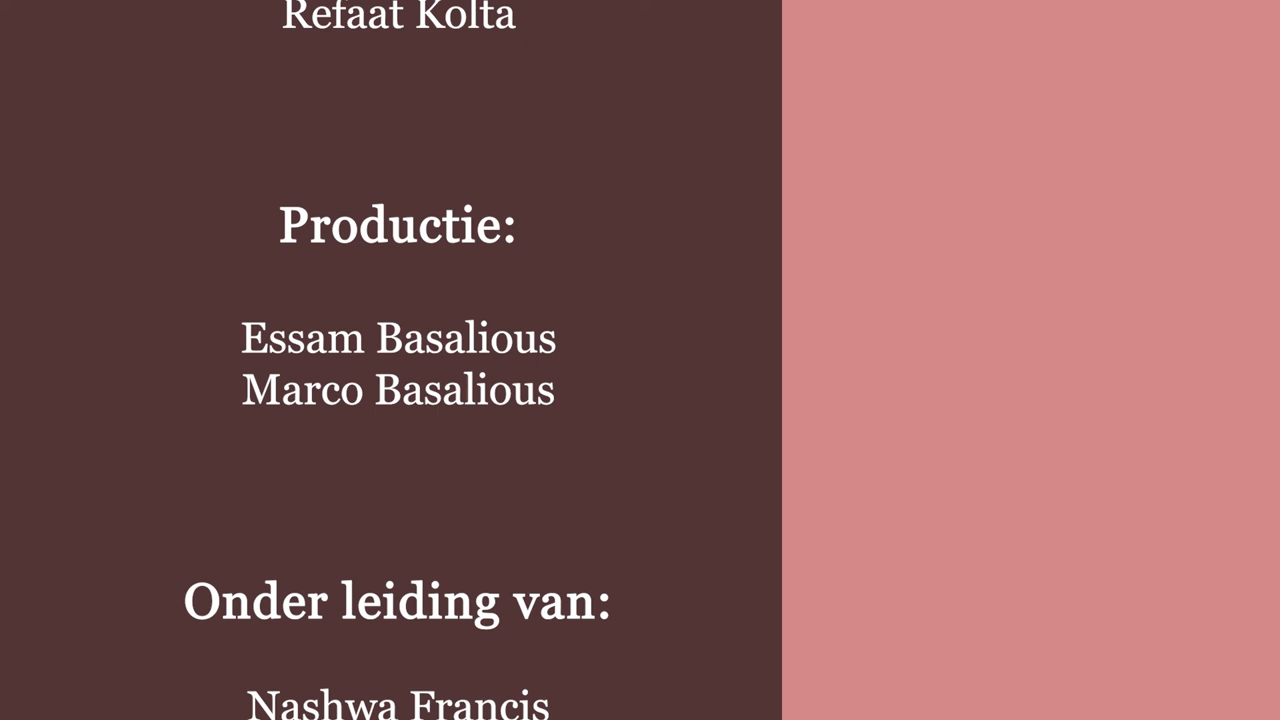 Refaat Kolta
Productie:
Essam Basalious
Marco Basalious
Onder leiding van:
Nashwa Francis